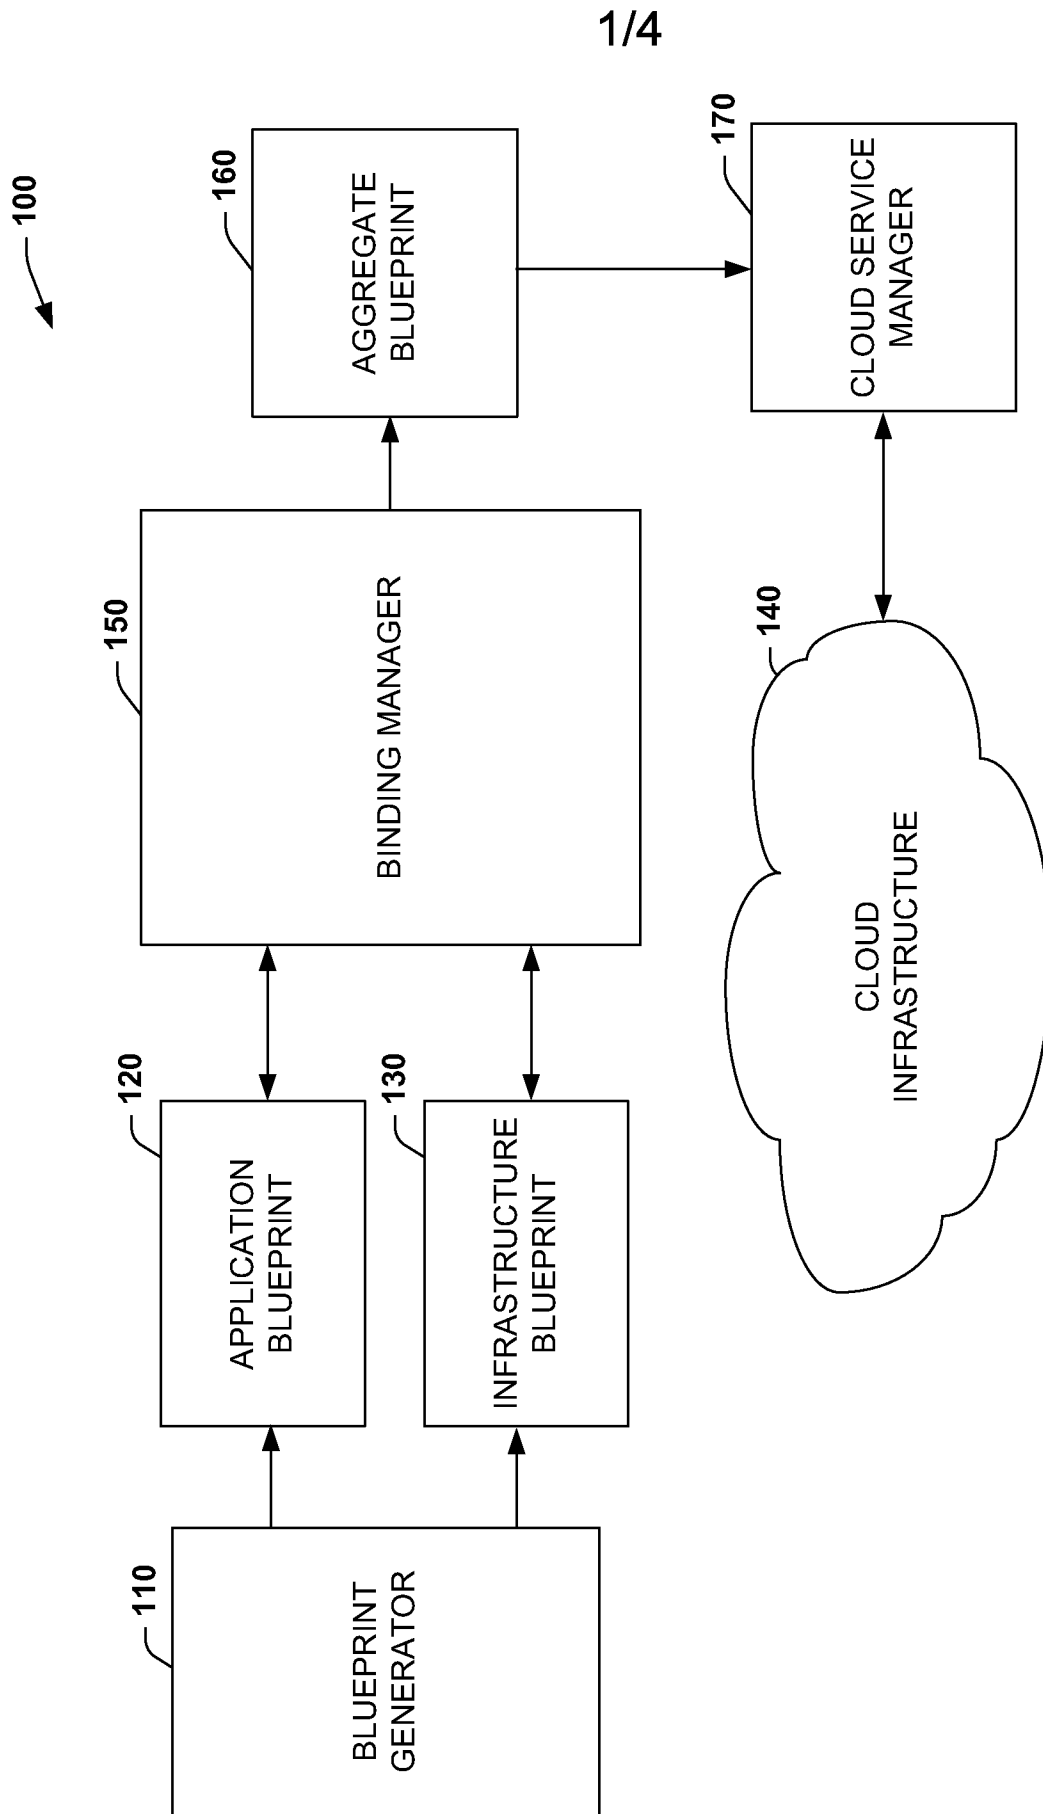 1/4
100
110
BLUEPRINT
GENERATOR
120
APPLICATION
BLUEPRINT
130
INFRASTRUCTURE
BLUEPRINT
150
BINDING MANAGER
160
AGGREGATE
BLUEPRINT
140
CLOUD
INFRASTRUCTURE
170
CLOUD SERVICE
MANAGER